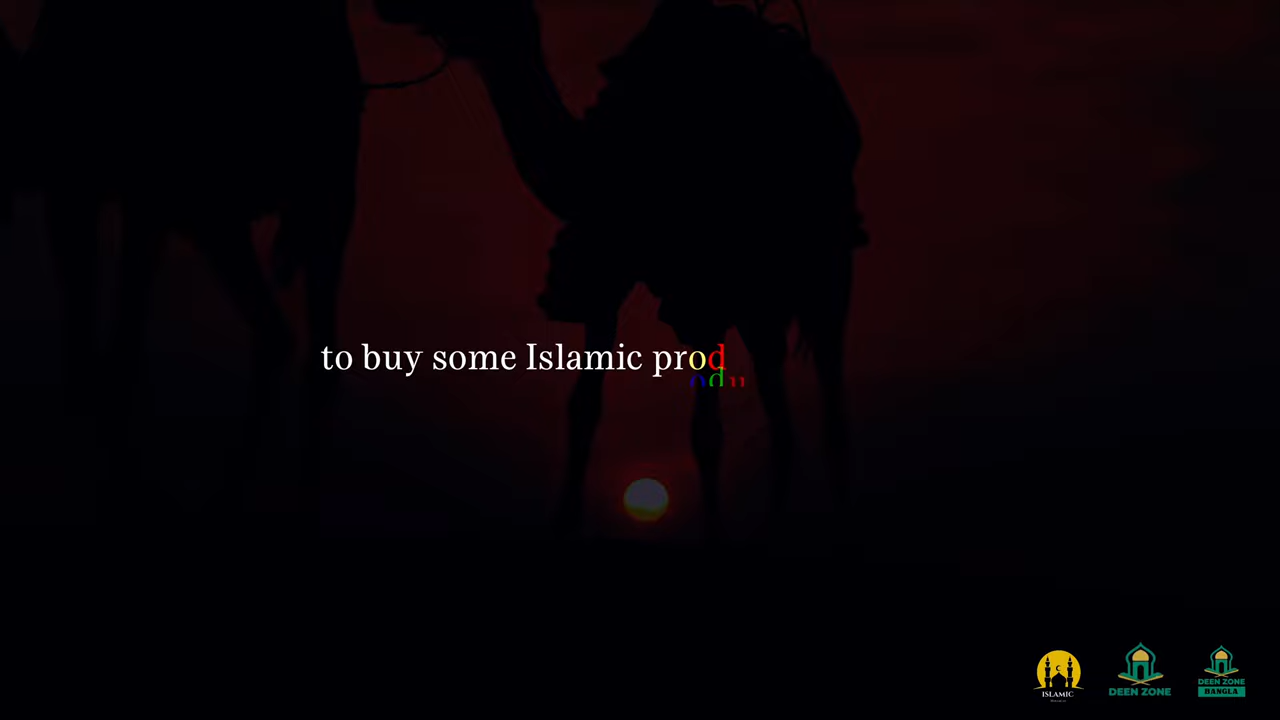 to buy some Islamic prod
ISLAMIC
DEEN ZONE
DEEN ZONE
BANGLA